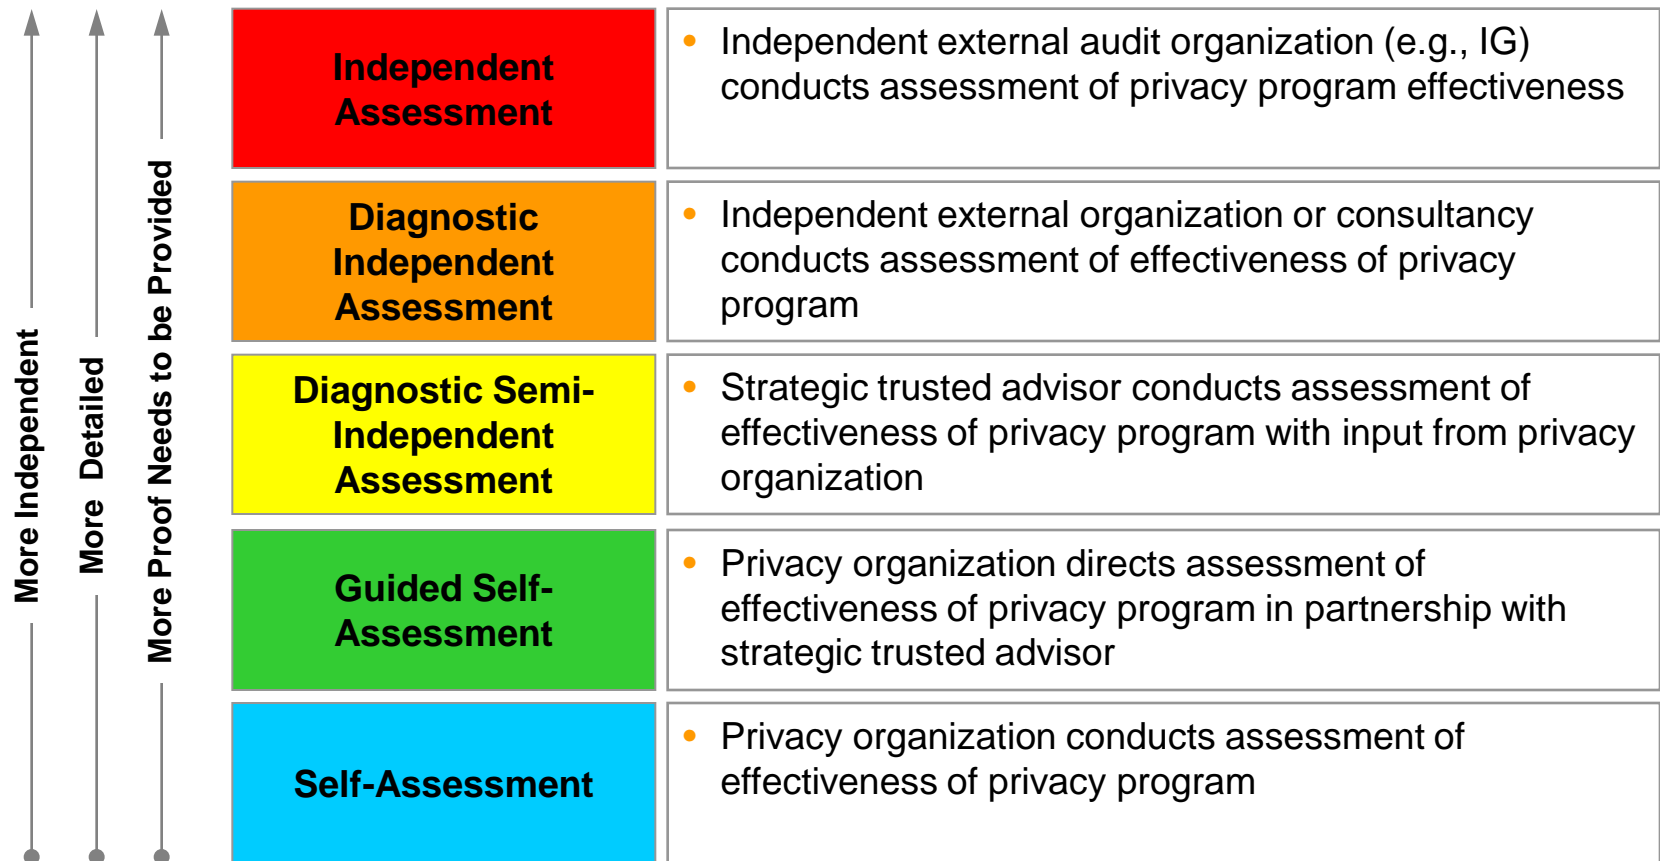 More Independent
More Detailed
More Proof Needs to be Provided
Independent
Assessment
• Independent external audit organization (e.g., IG)
conducts assessment of privacy program effectiveness
Diagnostic
Independent
Assessment
• Independent external organization or consultancy
conducts assessment of effectiveness of privacy
program
Diagnostic Semi-
Independent
Assessment
• Strategic trusted advisor conducts assessment of
effectiveness of privacy program with input from privacy
organization
Guided Self-
Assessment
• Privacy organization directs assessment of
effectiveness of privacy program in partnership with
strategic trusted advisor
Self-Assessment
• Privacy organization conducts assessment of
effectiveness of privacy program